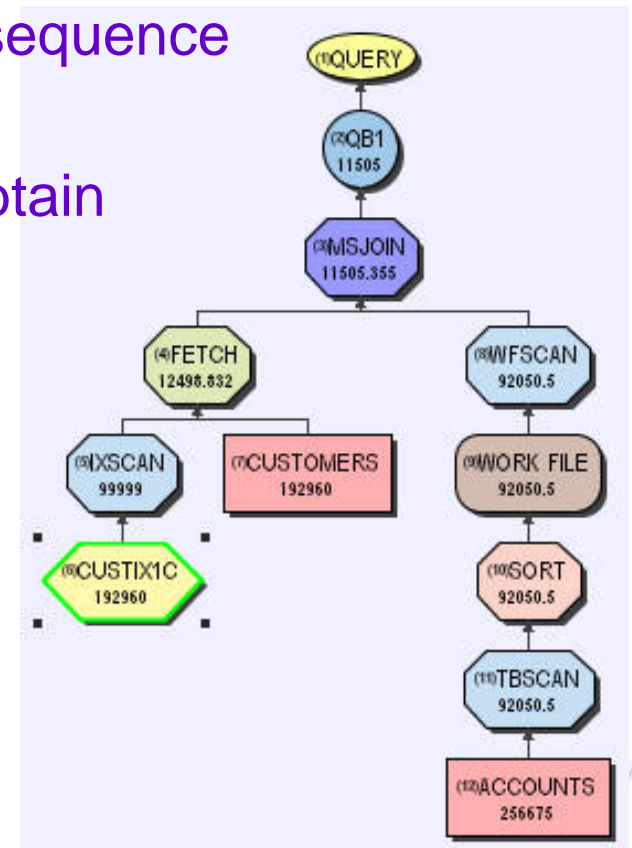 sequence
otain
(1)QUERY
(2)QB1
11505
(3)MSJOIN
11505.355
(4)FETCH
12498.832
(8)WFSCAN
92050.5
(5)IXSCAN
99999
(7)CUSTOMERS
192960
(9)WORK FILE
92050.5
(6)CUSTIX1C
192960
(10)SORT
92050.5
(11)TBSCAN
92050.5
(12)ACCOUNTS
256675